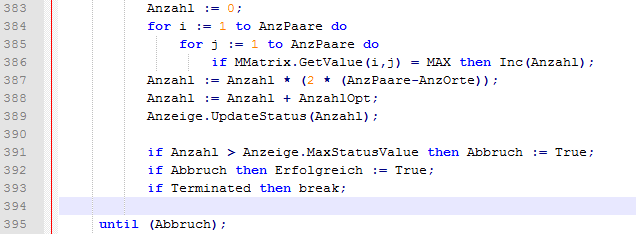 383 Anzahl := 0;
384 for i := 1 to AnzPaare do
385 for j := 1 to AnzPaare do
386 if MMatrix.GetValue(i,j) = MAX then Inc(Anzahl);
387 Anzahl := Anzahl * (2 * (AnzPaare-AnzOrte));
388 Anzahl := Anzahl + AnzahlOpt;
389 Anzeige.UpdateStatus(Anzahl);
390
391 if Anzahl > Anzeige.MaxStatusValue then Abbruch := True;
392 if Abbruch then Erfolgreich := True;
393 if Terminated then break;
394
395 until (Abbruch);